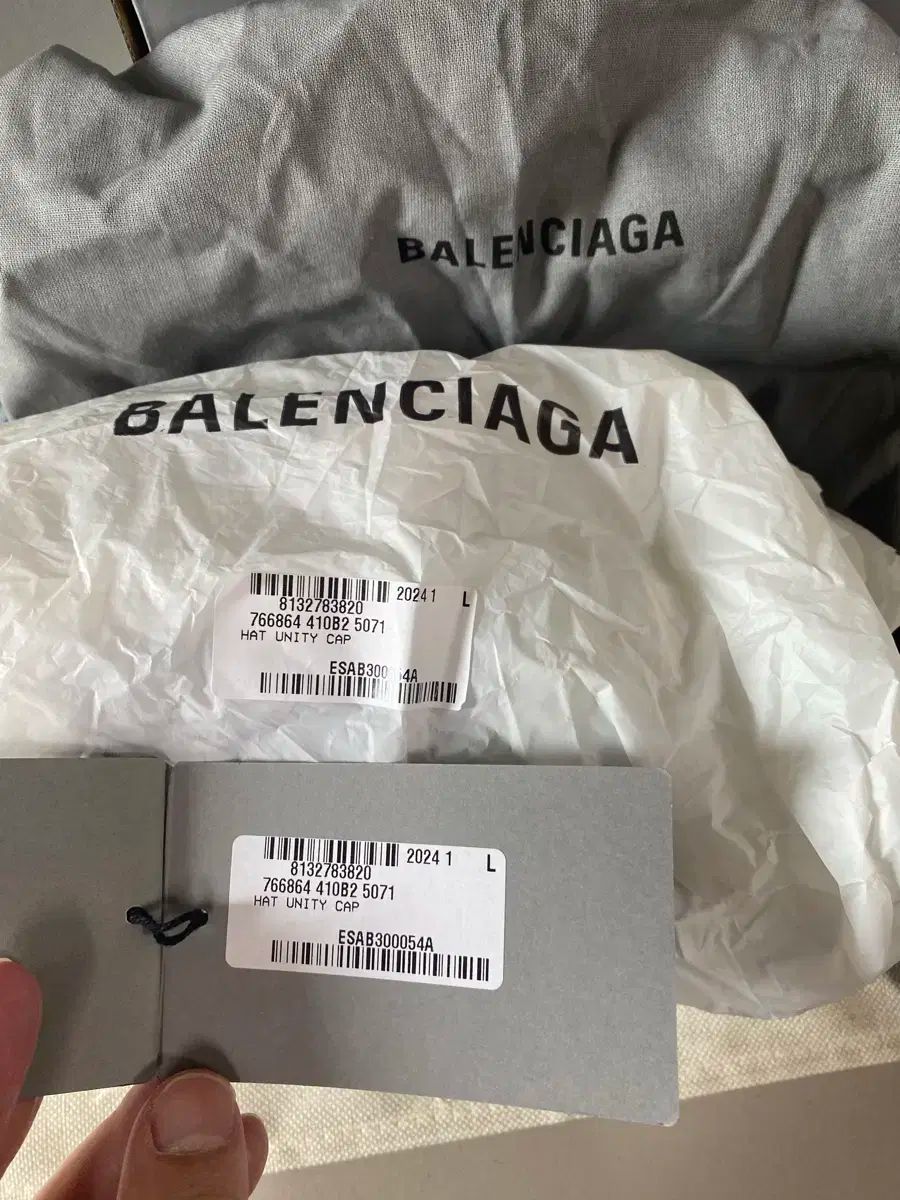 BALENCIAGA
BALENCIAGA
2024 1 L
8132783820
766864 410B2 5071
HAT UNITY CAP
ESAB300054A
2024 1 L
8132783820
766864 410B2 5071
HAT UNITY CAP
ESAB300054A